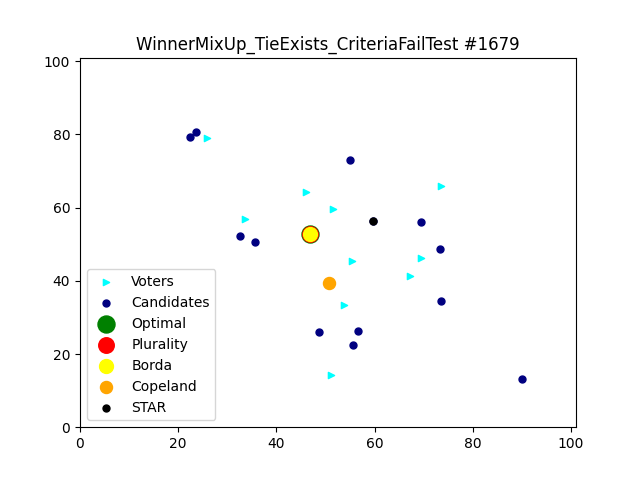 WinnerMixUp_TieExists_CriteriaFailTest #1679
100
80
60
40
20
0
Voters
Candidates
Optimal
Plurality
Borda
Copeland
STAR
0 20 40 60 80 100